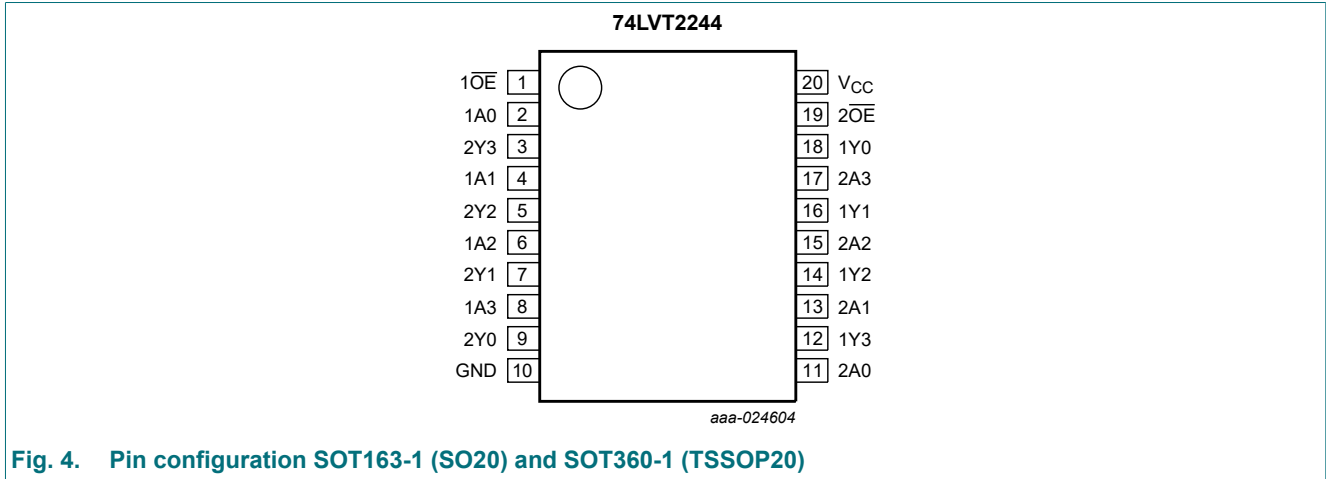 74LVT2244
1O̅E̅ 1 20 VCC
1A0 2 19 2O̅E̅
2Y3 3 18 1Y0
1A1 4 17 2A3
2Y2 5 16 1Y1
1A2 6 15 2A2
2Y1 7 14 1Y2
1A3 8 13 2A1
2Y0 9 12 1Y3
GND 10 11 2A0
aaa-024604
Fig. 4. Pin configuration SOT163-1 (SO20) and SOT360-1 (TSSOP20)